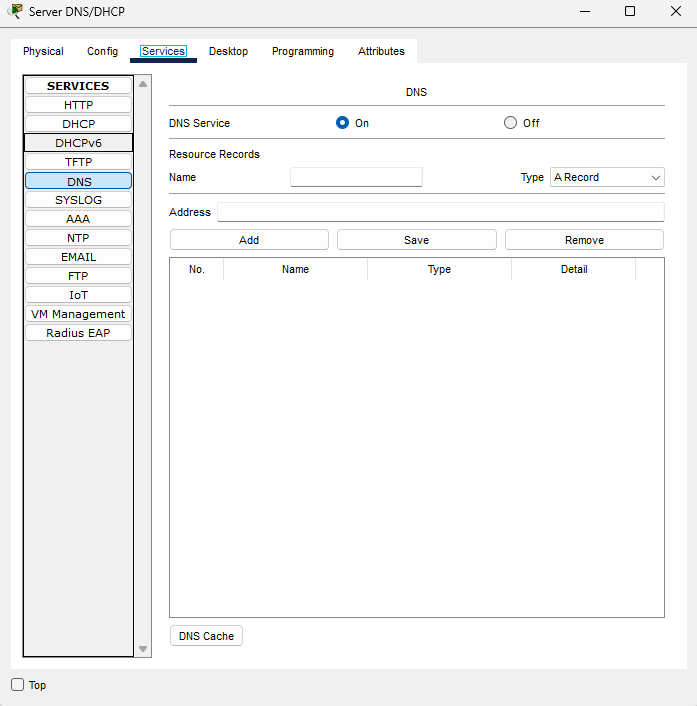 Server DNS/DHCP
Physical Config Services Desktop Programming Attributes
SERVICES
HTTP
DHCP
DHCPv6
TFTP
DNS
SYSLOG
AAA
NTP
EMAIL
FTP
IoT
VM Management
Radius EAP
DNS
DNS Service On Off
Resource Records
Name Type A Record
Address
Add Save Remove
No. Name Type Detail
DNS Cache
Top